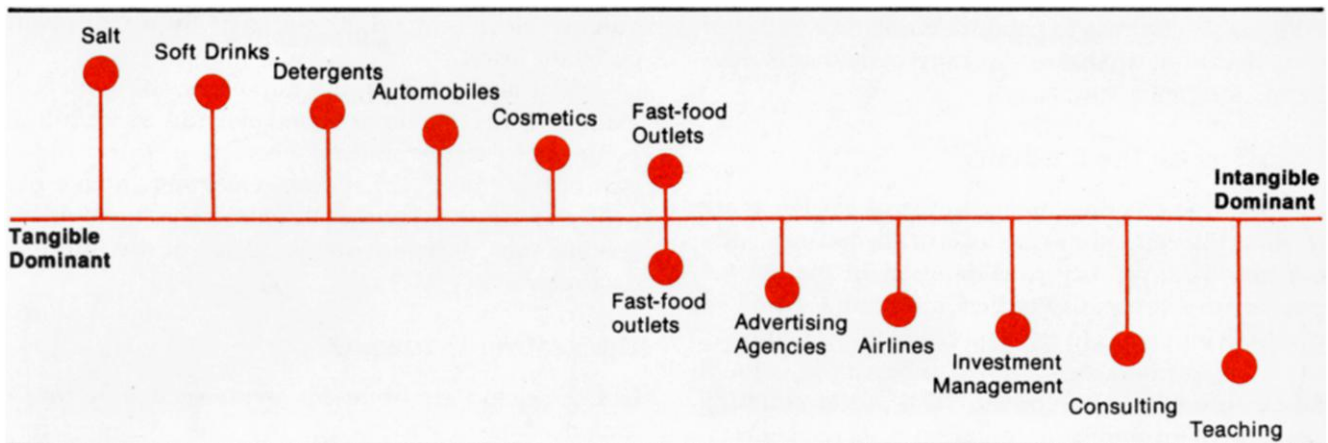 Salt
Soft Drinks
Detergents
Automobiles
Cosmetics
Fast-food
Outlets
Intangible
Dominant
Tangible
Dominant
Fast-food
outlets
Advertising
Agencies
Airlines
Investment
Management
Consulting
Teaching